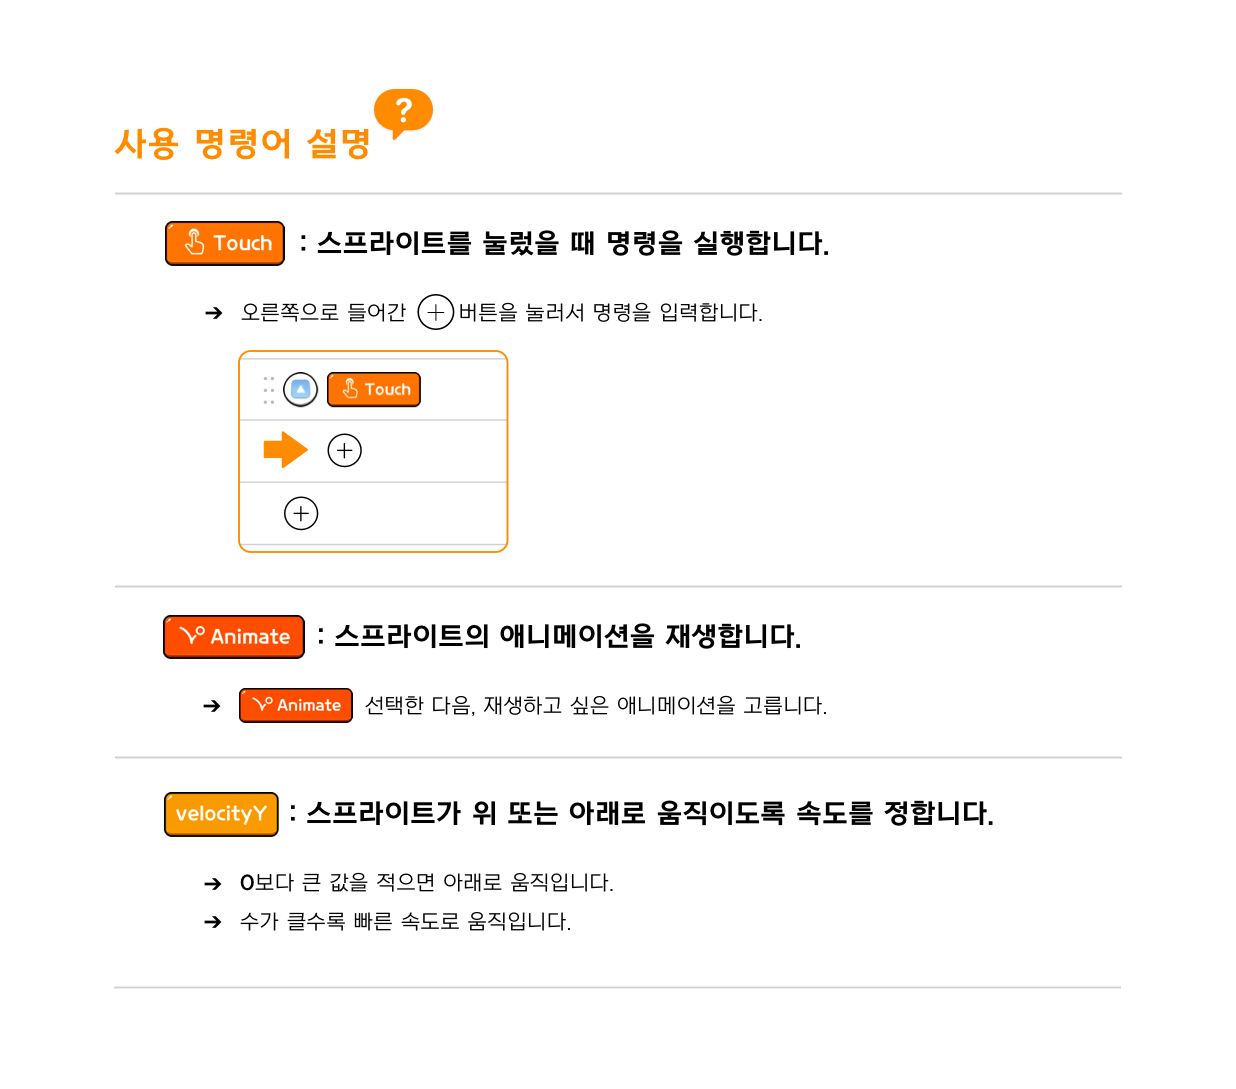 사용 명령어 설명 ?
Touch : 스프라이트를 눌렀을 때 명령을 실행합니다.
➔ 오른쪽으로 들어간 + 버튼을 눌러서 명령을 입력합니다.
Touch
+
+
Animate : 스프라이트의 애니메이션을 재생합니다.
➔ Animate 선택한 다음, 재생하고 싶은 애니메이션을 고릅니다.
velocityY : 스프라이트가 위 또는 아래로 움직이도록 속도를 정합니다.
➔ 0보다 큰 값을 적으면 아래로 움직입니다.
➔ 수가 클수록 빠른 속도로 움직입니다.